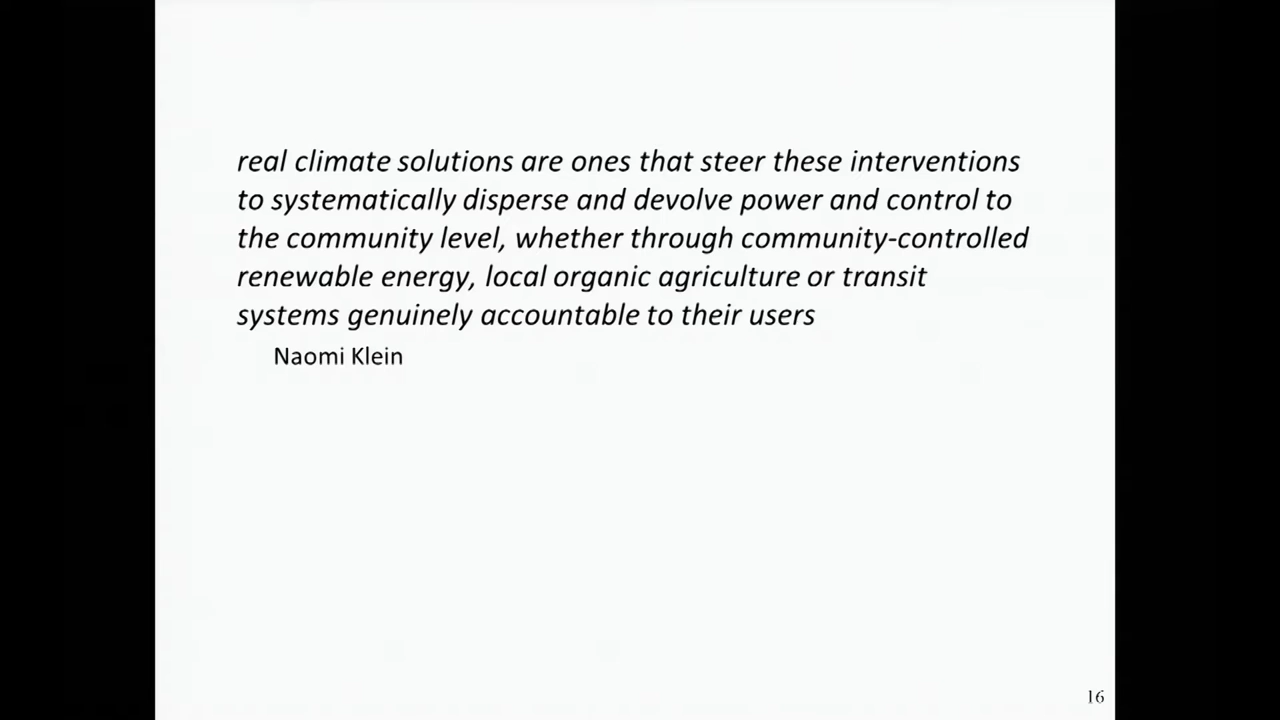 real climate solutions are ones that steer these interventions
to systematically disperse and devolve power and control to
the community level, whether through community-controlled
renewable energy, local organic agriculture or transit
systems genuinely accountable to their users
Naomi Klein
16